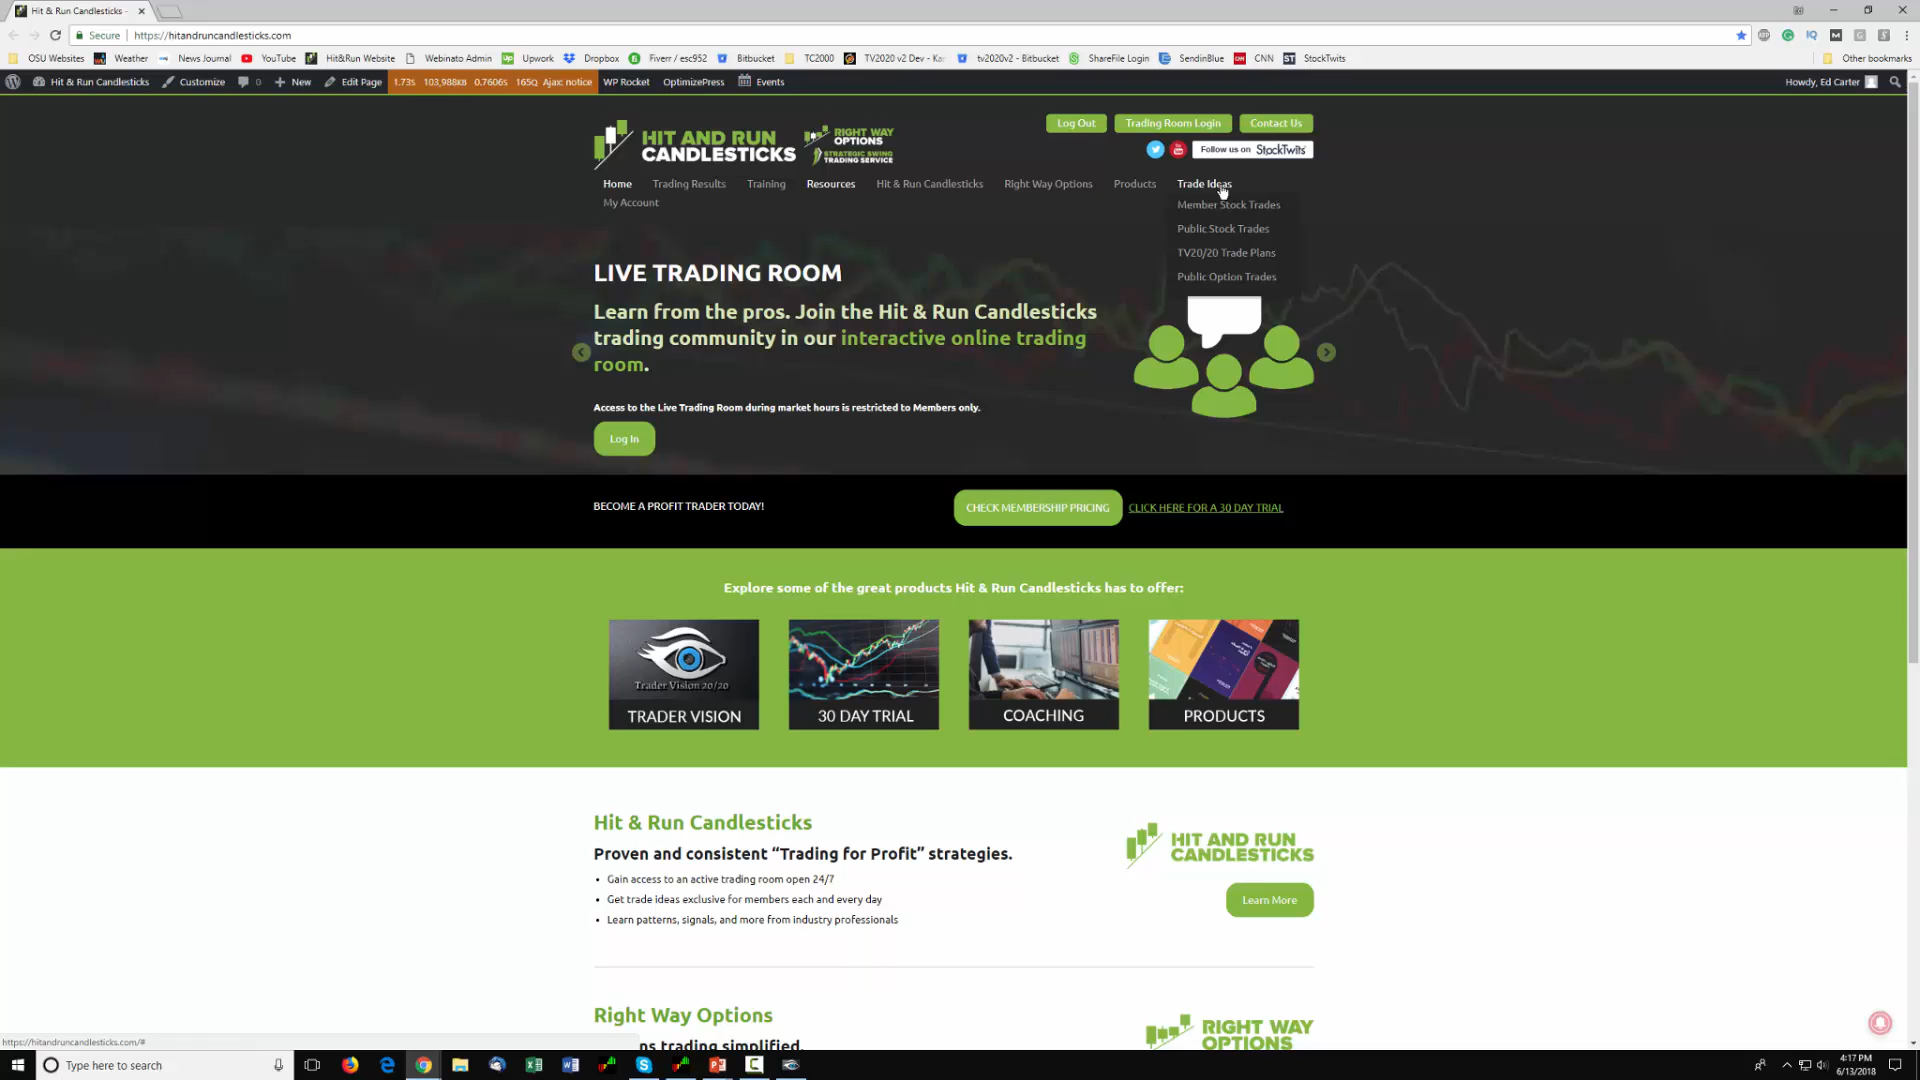 Hit & Run Candlesticks -
Secure | https://hitandruncandlesticks.com
OSU Websites Weather News Journal YouTube Hit&Run Website Webinato Admin Upwork Dropbox Fiverr / esc952 Bitbucket TC2000 TV2020 v2 Dev - Ka tv2020v2 - Bitbucket ShareFile Login SendinBlue CNN StockTwits Other bookmarks
Hit & Run Candlesticks Customize 0 New Edit Page 1.73s 103,988KB 0.7606s 165Q Ajax: notice WP Rocket OptimizePress Events Howdy, Ed Carter
Log Out Trading Room Login Contact Us
HIT AND RUN
CANDLESTICKS
RIGHT WAY
OPTIONS
STRATEGIC SWING
TRADING SERVICE
Follow us on StockTwits
Home Trading Results Training Resources Hit & Run Candlesticks Right Way Options Products Trade Ideas
My Account
Member Stock Trades
Public Stock Trades
TV20/20 Trade Plans
Public Option Trades
LIVE TRADING ROOM
Learn from the pros. Join the Hit & Run Candlesticks
trading community in our interactive online trading
room.
Access to the Live Trading Room during market hours is restricted to Members only.
Log In
BECOME A PROFIT TRADER TODAY!
CHECK MEMBERSHIP PRICING CLICK HERE FOR A 30 DAY TRIAL
Explore some of the great products Hit & Run Candlesticks has to offer:
Trader Vision 20/20
TRADER VISION 30 DAY TRIAL COACHING PRODUCTS
Hit & Run Candlesticks
Proven and consistent “Trading for Profit” strategies.
• Gain access to an active trading room open 24/7
• Get trade ideas exclusive for members each and every day
• Learn patterns, signals, and more from industry professionals
HIT AND RUN
CANDLESTICKS
Learn More
Right Way Options
ns trading simplified.
RIGHT WAY
OPTIONS
https://hitandruncandlesticks.com/#
Type here to search
4:17 PM
6/13/2018